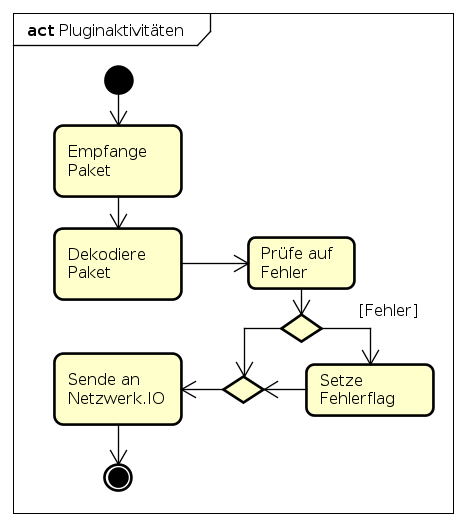 act Pluginaktivitäten
Empfange
Paket
Dekodiere
Paket
Prüfe auf
Fehler
[Fehler]
Setze
Fehlerflag
Sende an
Netzwerk.IO